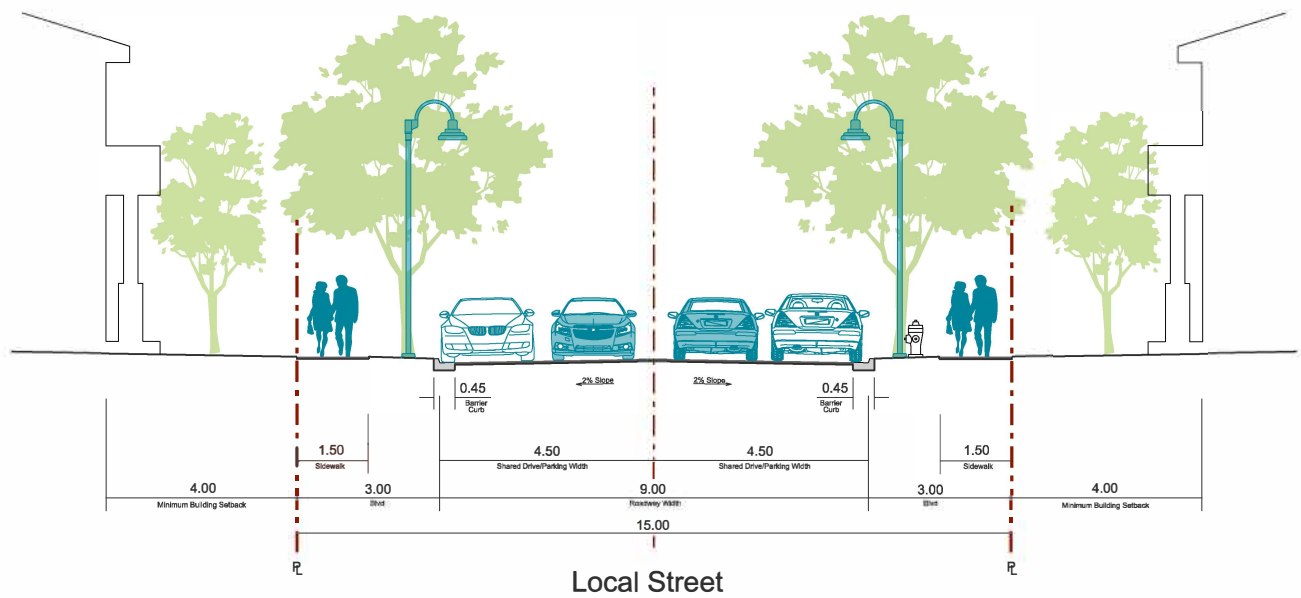 2% Slope 2% Slope
0.45 0.45
Barrier Barrier
Curb Curb
1.50 4.50 4.50 1.50
Sidewalk Shared Drive/Parking Width Shared Drive/Parking Width Sidewalk
4.00 3.00 9.00 3.00 4.00
Minimum Building Setback Blvd Roadway Width Blvd Minimum Building Setback
15.00
PL PL
Local Street